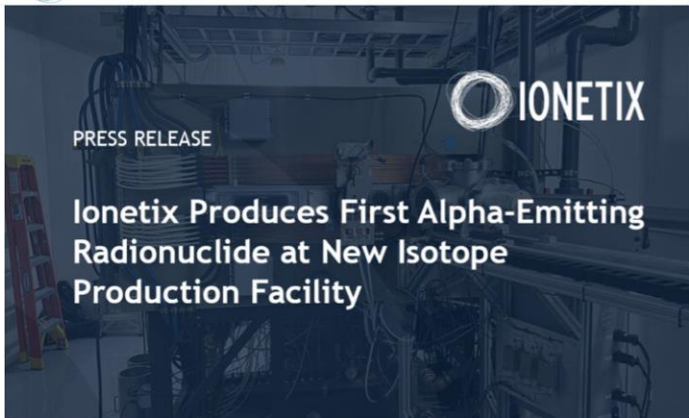 IONETIX
PRESS RELEASE
Ionetix Produces First Alpha-Emitting
Radionuclide at New Isotope
Production Facility